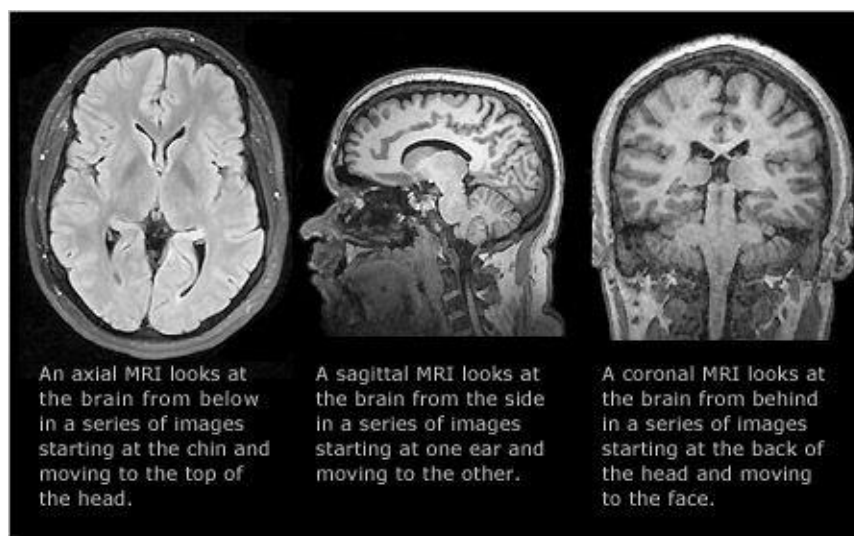 An axial MRI looks at
the brain from below
in a series of images
starting at the chin and
moving to the top of
the head.
A sagittal MRI looks at
the brain from the side
in a series of images
starting at one ear and
moving to the other.
A coronal MRI looks at
the brain from behind
in a series of images
starting at the back of
the head and moving
to the face.